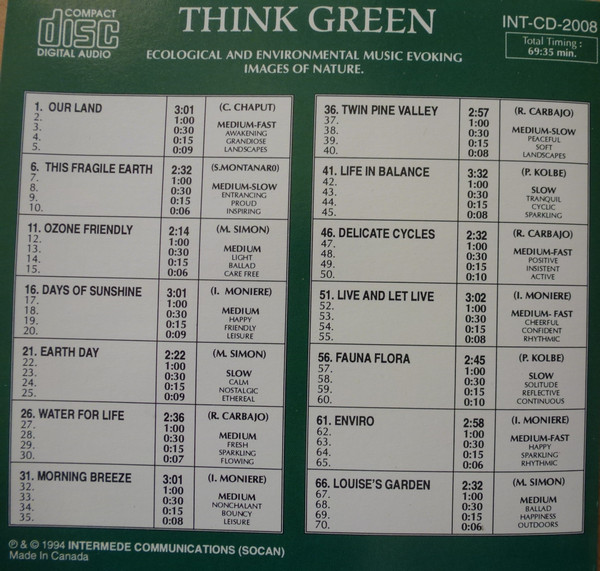 COMPACT
disc
DIGITAL AUDIO
THINK GREEN
ECOLOGICAL AND ENVIRONMENTAL MUSIC EVOKING
IMAGES OF NATURE.
INT-CD-2008
Total Timing :
69:35 min.
1. OUR LAND 3:01 (C. CHAPUT)
2. 1:00
3. 0:30 MEDIUM-FAST
AWAKENING
4. 0:15 GRANDIOSE
5. 0:09 LANDSCAPES
6. THIS FRAGILE EARTH 2:32 (S.MONTANARO)
7. 1:00
8. 0:30 MEDIUM-SLOW
ENTRANCING
9. 0:15 PROUD
10. 0:06 INSPIRING
11. OZONE FRIENDLY 2:14 (M. SIMON)
12. 1:00
13. 0:30 MEDIUM
LIGHT
14. 0:15 BALLAD
15. 0:06 CARE FREE
16. DAYS OF SUNSHINE 3:01 (I. MONIERE)
17. 1:00
18. 0:30 MEDIUM
HAPPY
19. 0:15 FRIENDLY
20. 0:09 LEISURE
21. EARTH DAY 2:22 (M. SIMON)
22. 1:00
23. 0:30 SLOW
CALM
24. 0:15 NOSTALGIC
25. 0:09 ETHEREAL
26. WATER FOR LIFE 2:36 (R. CARBAJO)
27. 1:00
28. 0:30 MEDIUM
FRESH
29. 0:15 SPARKLING
30. 0:07 FLOWING
31. MORNING BREEZE 3:01 (I. MONIERE)
32. 1:00
33. 0:30 MEDIUM
NONCHALANT
34. 0:15 BOUNCY
35. 0:08 LEISURE
36. TWIN PINE VALLEY 2:57 (R. CARBAJO)
37. 1:00
38. 0:30 MEDIUM-SLOW
PEACEFUL
39. 0:15 SOFT
40. 0:08 LANDSCAPES
41. LIFE IN BALANCE 3:32 (P. KOLBE)
42. 1:00
43. 0:30 SLOW
TRANQUIL
44. 0:15 CYCLIC
45. 0:08 SPARKLING
46. DELICATE CYCLES 2:32 (R. CARBAJO)
47. 1:00
48. 0:30 MEDIUM-FAST
POSITIVE
49. 0:15 INSISTENT
50. 0:10 ACTIVE
51. LIVE AND LET LIVE 3:02 (I. MONIERE)
52. 1:00
53. 0:30 MEDIUM- FAST
CHEERFUL
54. 0:15 CONFIDENT
55. 0:08 RHYTHMIC
56. FAUNA FLORA 2:45 (P. KOLBE)
57. 1:00
58. 0:30 SLOW
SOLITUDE
59. 0:15 REFLECTIVE
60. 0:10 CONTINUOUS
61. ENVIRO 2:58 (I. MONIERE)
62. 1:00
63. 0:30 MEDIUM-FAST
HAPPY
64. 0:15 SPARKLING
65. 0:06 RHYTHMIC
66. LOUISE'S GARDEN 2:32 (M. SIMON)
67. 1:00
68. 0:30 MEDIUM
BALLAD
69. 0:15 HAPPINESS
70. 0:06 OUTDOORS
℗ & © 1994 INTERMEDE COMMUNICATIONS (SOCAN)
Made In Canada